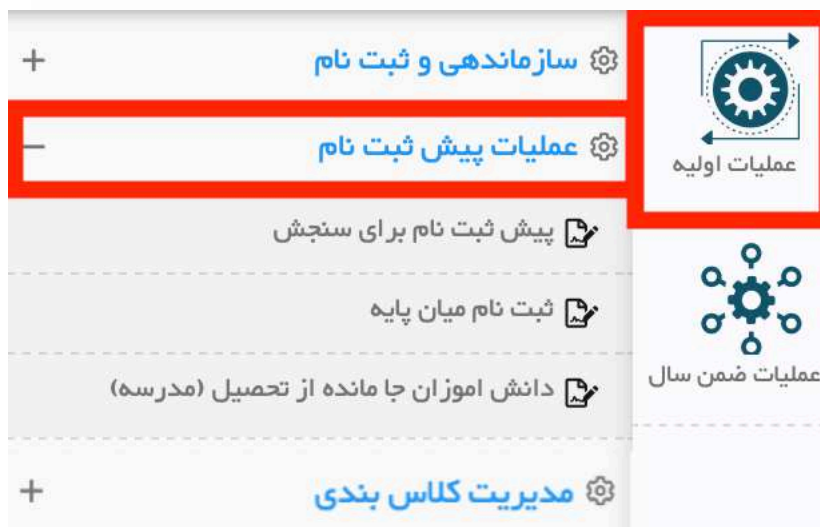 سازماندهی و ثبت نام
عملیات پیش ثبت نام
پیش ثبت نام برای سنجش
ثبت نام میان پایه
دانش اموزان جا مانده از تحصیل (مدرسه)
مدیریت کلاس بندی
عملیات اولیه
عملیات ضمن سال